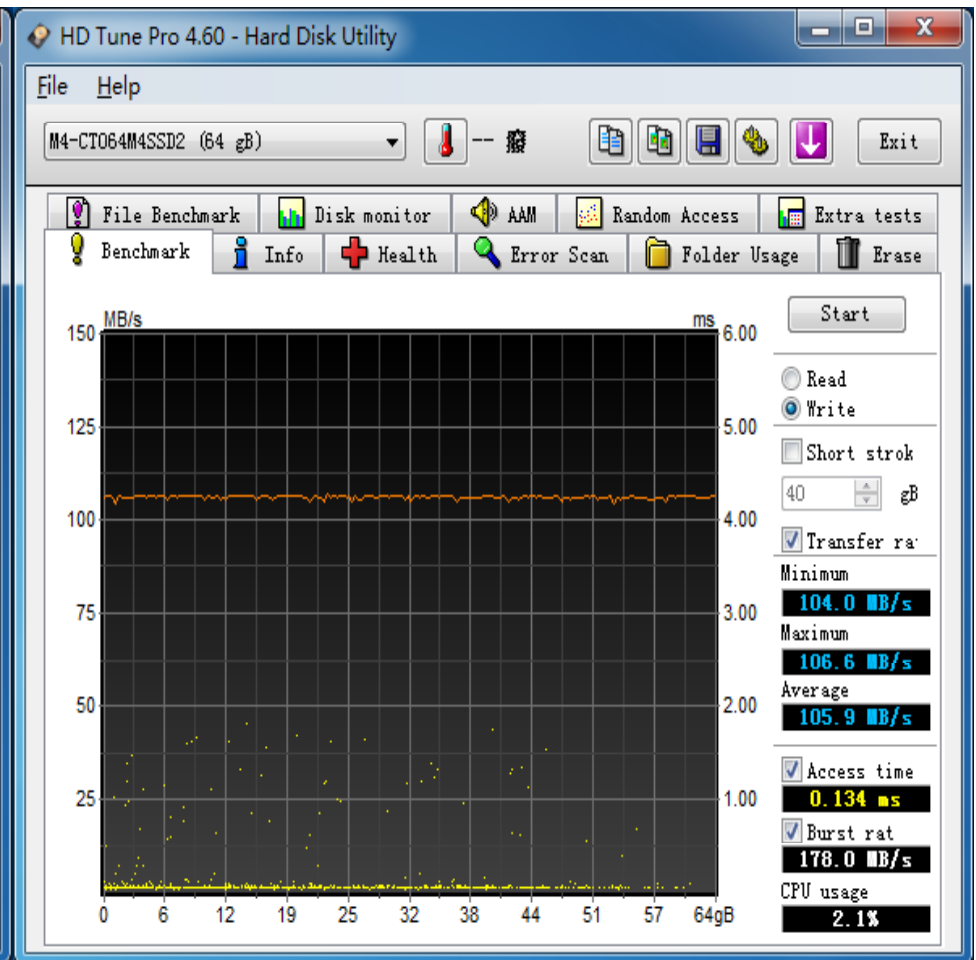 HD Tune Pro 4.60 - Hard Disk Utility
File Help
M4-CT064M4SSD2 (64 gB)
-- 癈
Exit
File Benchmark Disk monitor AAM Random Access Extra tests
Benchmark Info Health Error Scan Folder Usage Erase
Start
MB/s ms
150 6.00
125 5.00
100 4.00
75 3.00
50 2.00
25 1.00
0 6 12 19 25 32 38 44 51 57 64gB
Read
Write
Short strok
40 gB
Transfer ra
Minimum
104.0 MB/s
Maximum
106.6 MB/s
Average
105.9 MB/s
Access time
0.134 ms
Burst rat
178.0 MB/s
CPU usage
2.1%